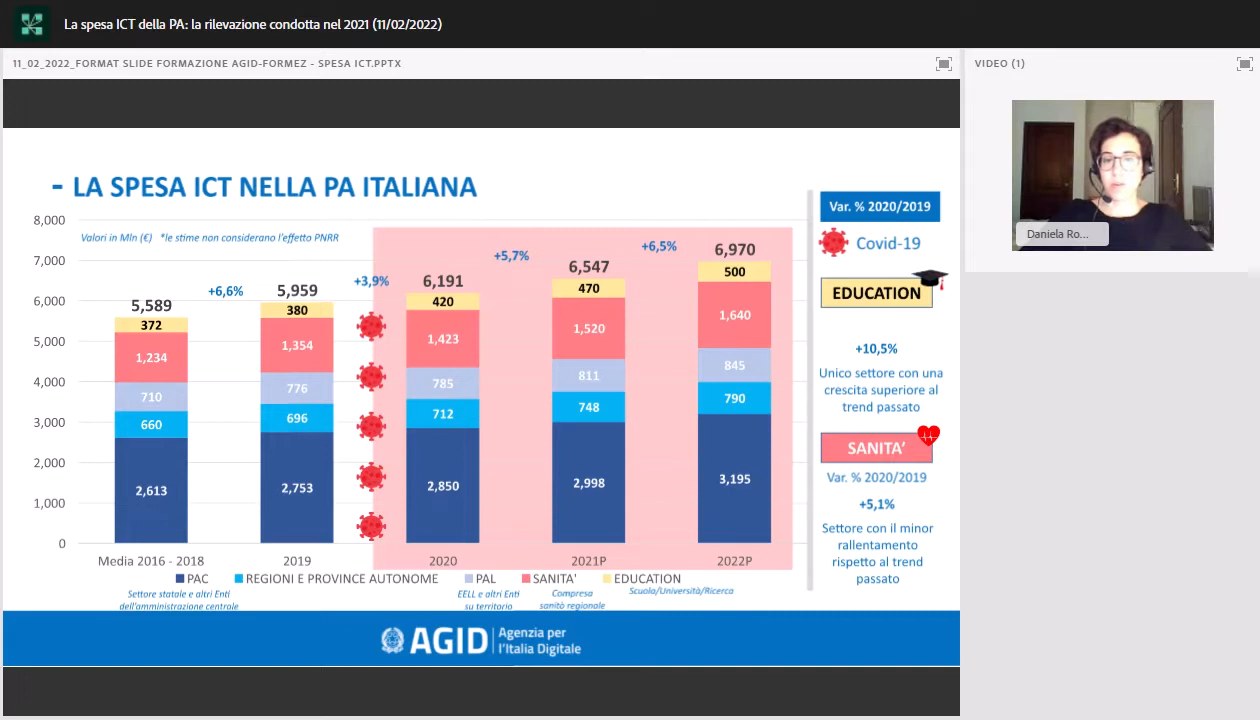 La spesa ICT della PA: la rilevazione condotta nel 2021 (11/02/2022)
11_02_2022_FORMAT SLIDE FORMAZIONE AGID-FORMEZ - SPESA ICT.PPTX
VIDEO (1)
Daniela Ro...
- LA SPESA ICT NELLA PA ITALIANA
Valori in Mln (€) *le stime non considerano l'effetto PNRR
8,000
7,000
6,000
5,000
4,000
3,000
2,000
1,000
0
5,589
372
1,234
710
660
2,613
Media 2016 - 2018
+6,6%
5,959
380
1,354
776
696
2,753
2019
+3,9%
6,191
420
1,423
785
712
2,850
2020
+5,7%
6,547
470
1,520
811
748
2,998
2021P
+6,5%
6,970
500
1,640
845
790
3,195
2022P
PAC
REGIONI E PROVINCE AUTONOME
PAL
SANITA'
EDUCATION
Settore statale e altri Enti
dell'amministrazione centrale
EELL e altri Enti
su territorio
Compresa
sanità regionale
Scuola/Università/Ricerca
Var. % 2020/2019
Covid-19
EDUCATION
+10,5%
Unico settore con una
crescita superiore al
trend passato
SANITA'
Var. % 2020/2019
+5,1%
Settore con il minor
rallentamento
rispetto al trend
passato
AGID
Agenzia per
l'Italia Digitale